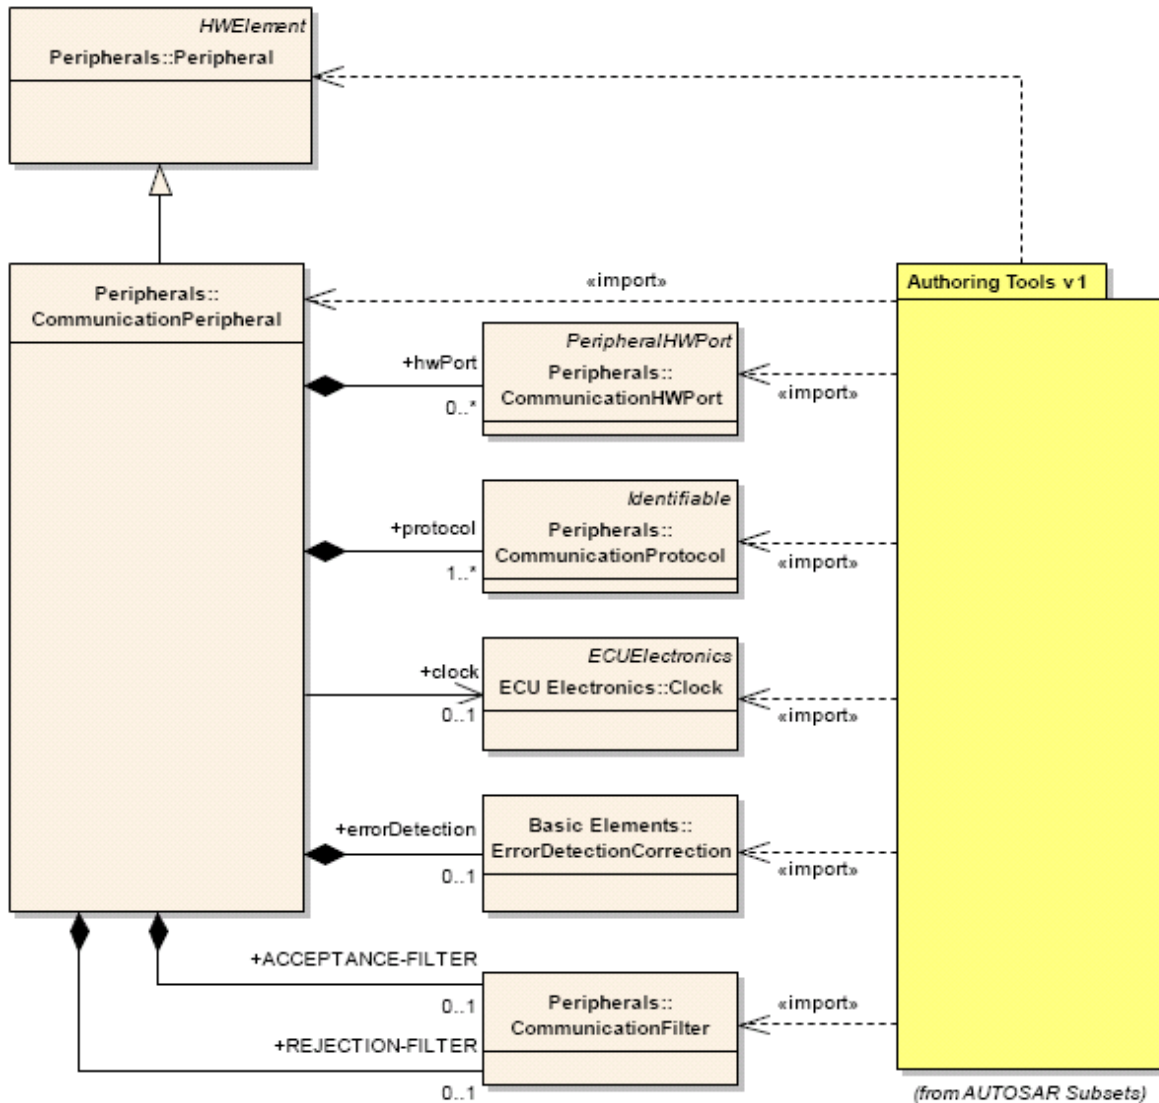 HWElement
Peripherals::Peripheral
Peripherals::
CommunicationPeripheral
«import»
Authoring Tools v1
+hwPort
0..*
PeripheralHWPort
Peripherals::
CommunicationHWPort
«import»
+protocol
1..*
Identifiable
Peripherals::
CommunicationProtocol
«import»
+clock
0..1
ECUElectronics
ECU Electronics::Clock
«import»
+errorDetection
0..1
Basic Elements::
ErrorDetectionCorrection
«import»
+ACCEPTANCE-FILTER
0..1
Peripherals::
CommunicationFilter
«import»
+REJECTION-FILTER
0..1
(from AUTOSAR Subsets)